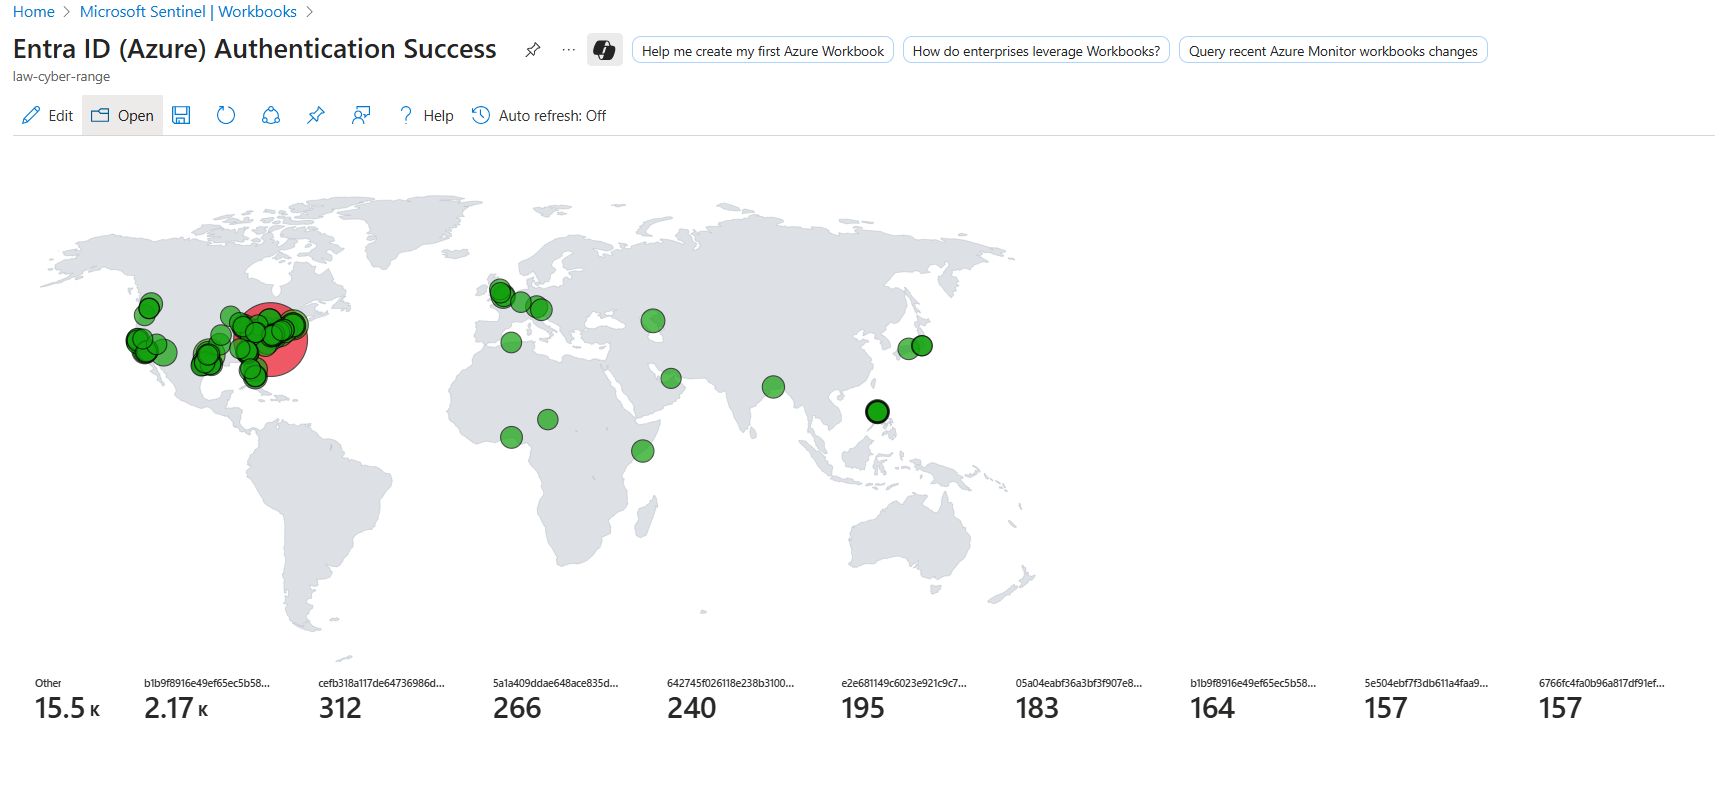 Home > Microsoft Sentinel | Workbooks >
Entra ID (Azure) Authentication Success ... Help me create my first Azure Workbook How do enterprises leverage Workbooks? Query recent Azure Monitor workbooks changes
law-cyber-range
Edit Open Help Auto refresh: Off
Other b1b9f8916e49ef65ec5b58... cefb318a117de64736986d... 5a1a409ddae648ace835d... 642745f026118e238b3100... e2e681149c6023e921c9c7... 05a04eabf36a3bf3f907e8... b1b9f8916e49ef65ec5b58... 5e504ebf7f3db611a4faa9... 6766fc4fa0b96a817df91ef...
15.5 K 2.17 K 312 266 240 195 183 164 157 157